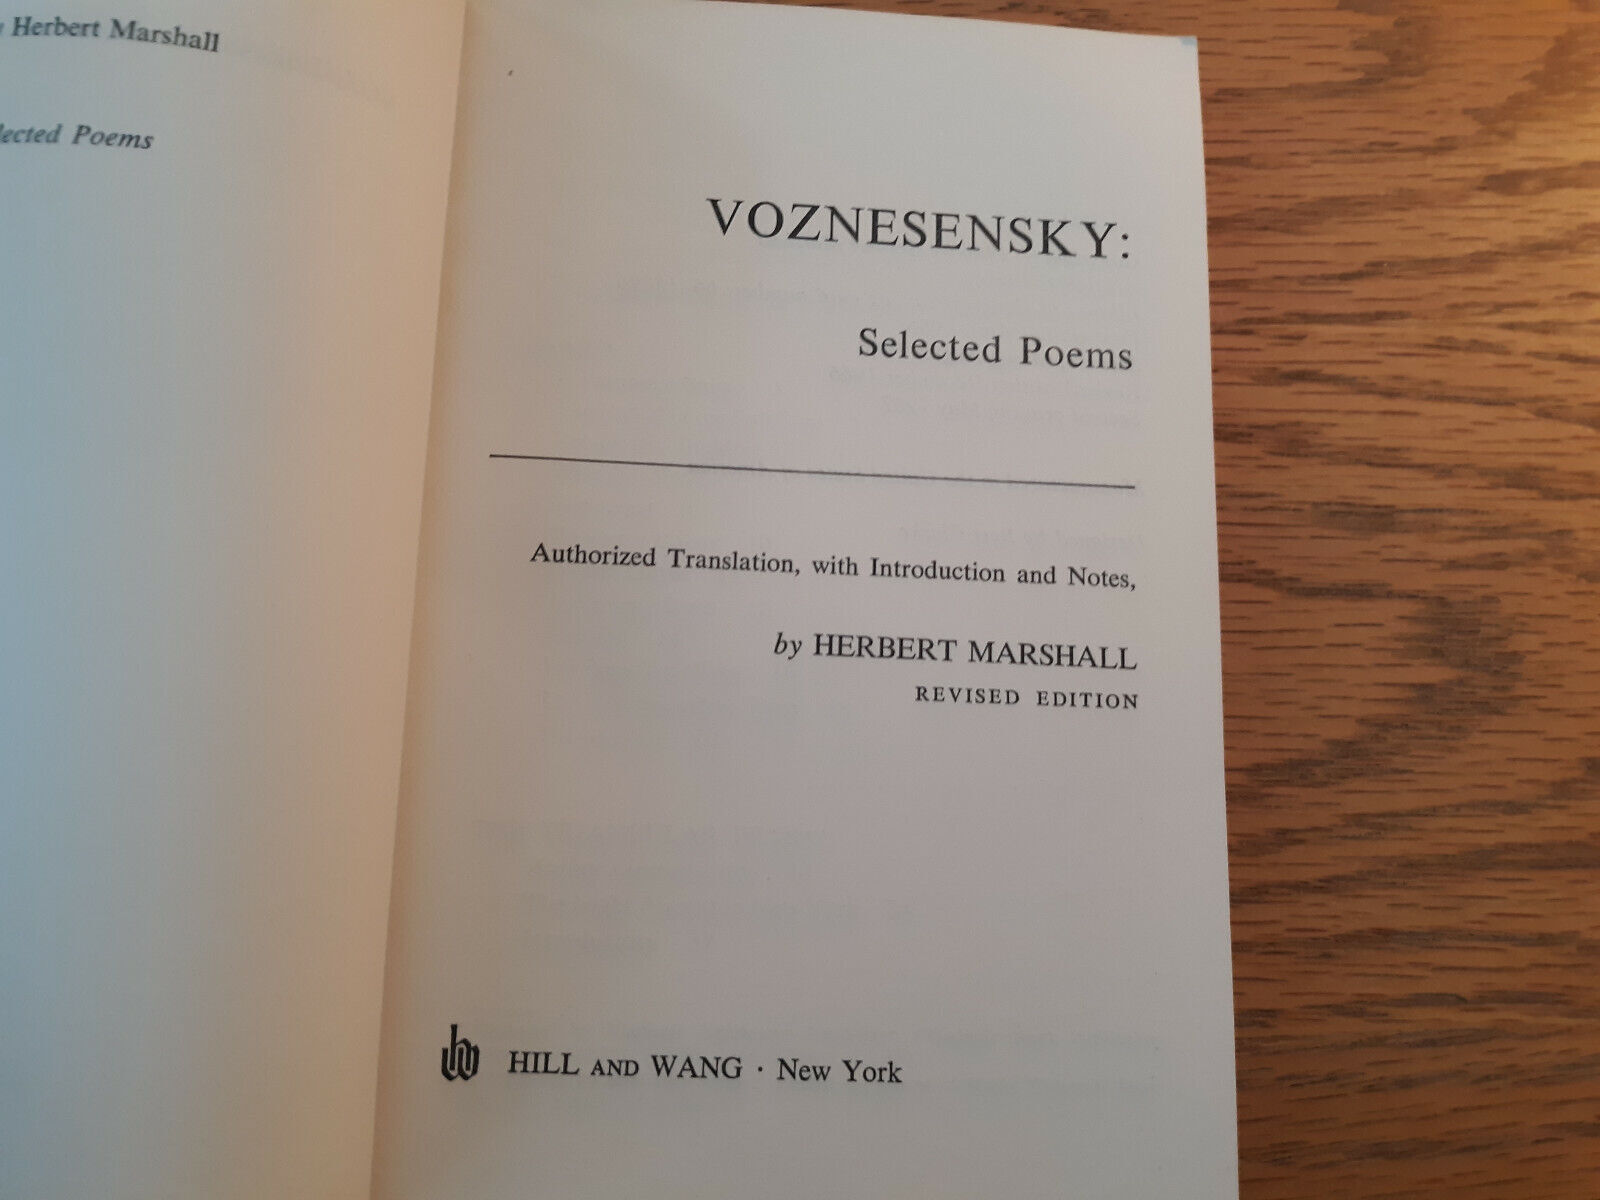 Herbert Marshall
lected Poems
VOZNESENSKY:
Selected Poems
Authorized Translation, with Introduction and Notes,
by HERBERT MARSHALL
REVISED EDITION
hw HILL AND WANG · New York